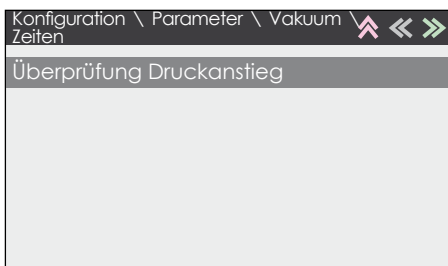 Konfiguration \ Parameter \ Vakuum \
Zeiten
Überprüfung Druckanstieg